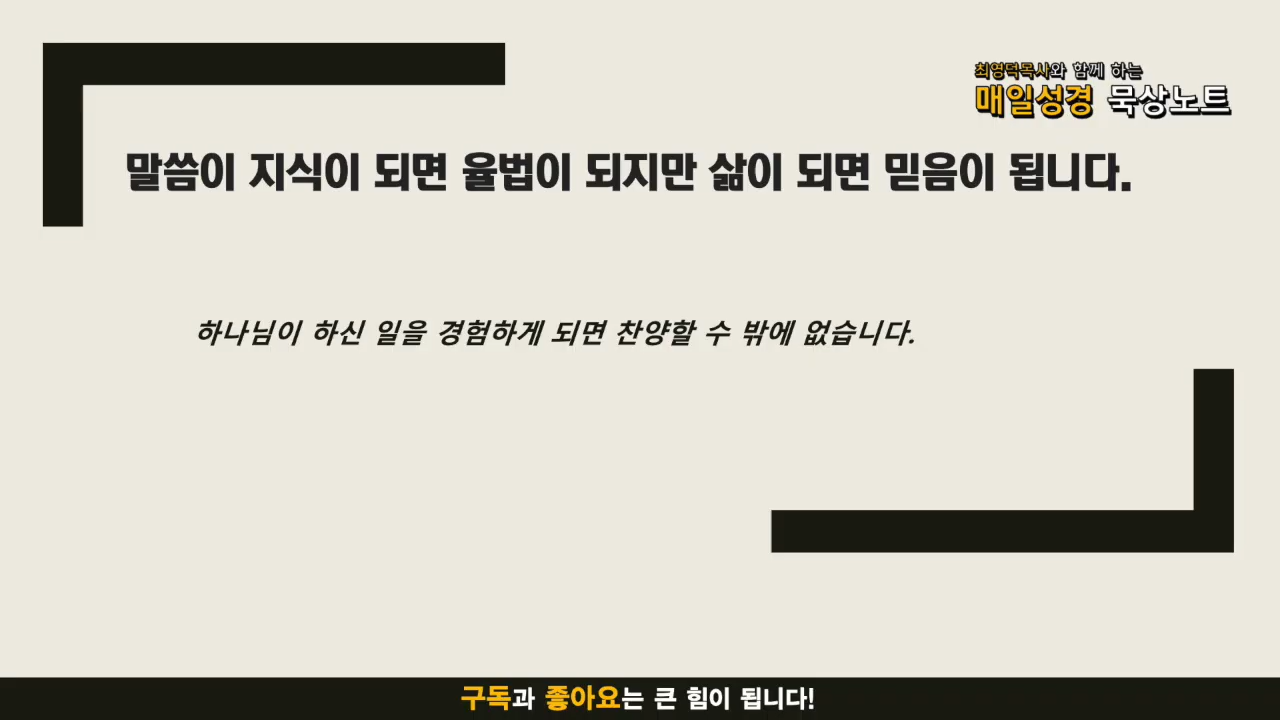 최영덕목사와 함께 하는
매일성경 묵상노트
말씀이 지식이 되면 율법이 되지만 삶이 되면 믿음이 됩니다.
하나님이 하신 일을 경험하게 되면 찬양할 수 밖에 없습니다.
구독과 좋아요는 큰 힘이 됩니다!